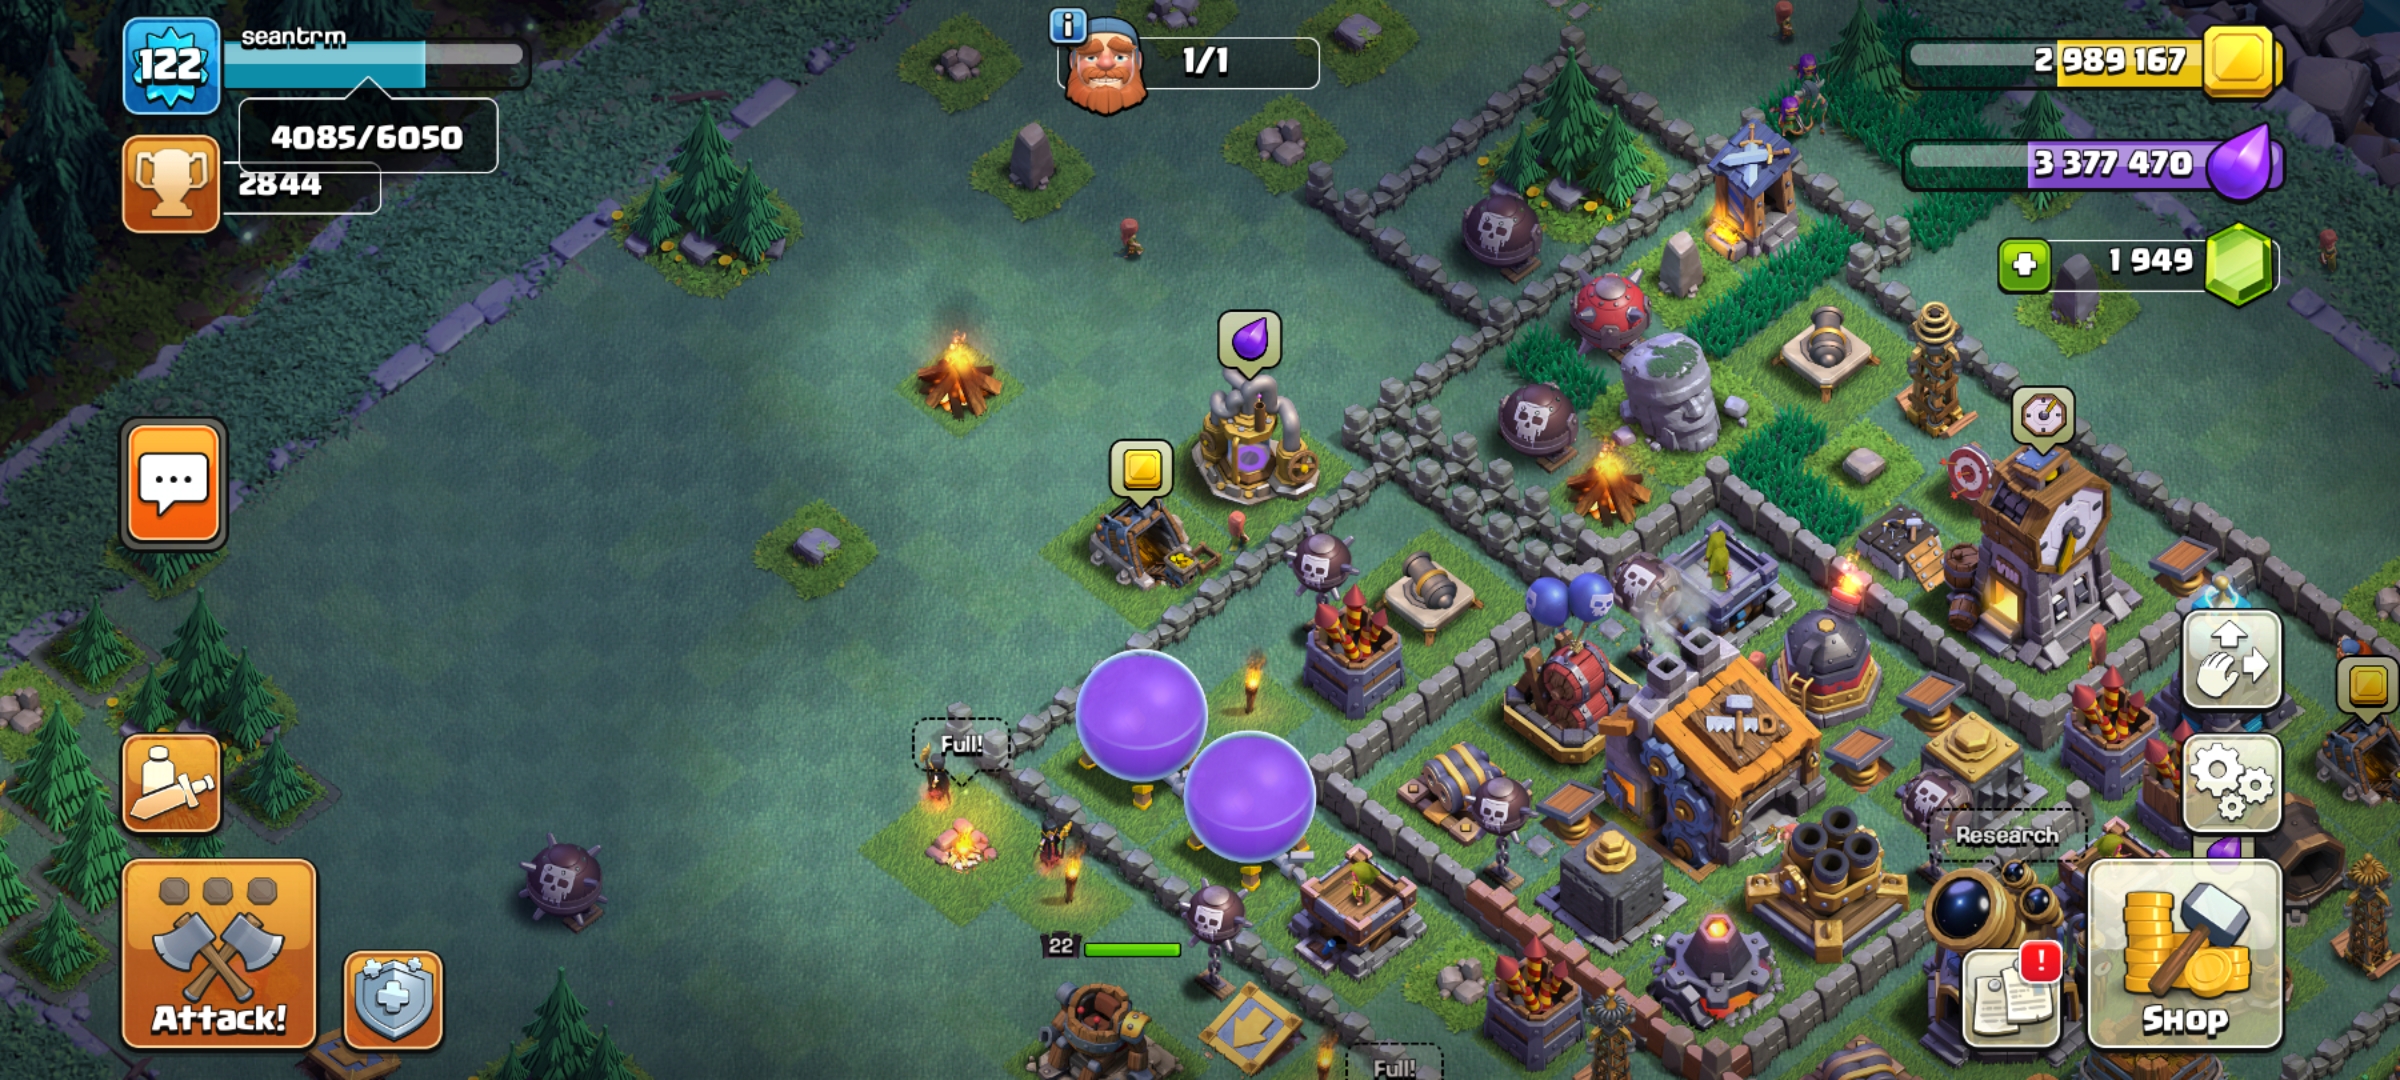 122
seantrm
4085/6050
2844
i
1/1
2 989 167
3 377 470
1 949
Full!
Research
22
!
Attack!
Shop
Full!
VIII